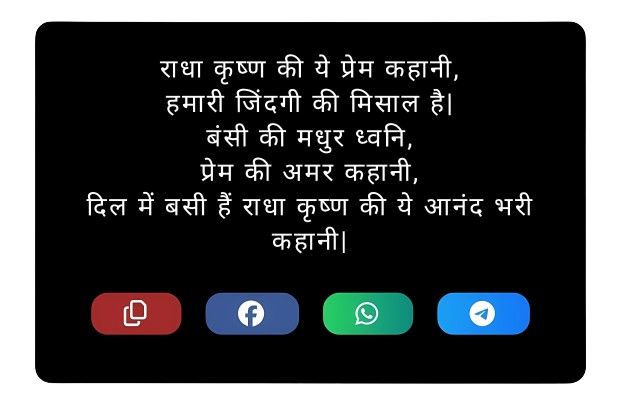 राधा कृष्ण की ये प्रेम कहानी,
हमारी जिंदगी की मिसाल है|
बंसी की मधुर ध्वनि,
प्रेम की अमर कहानी,
दिल में बसी हैं राधा कृष्ण की ये आनंद भरी
कहानी|